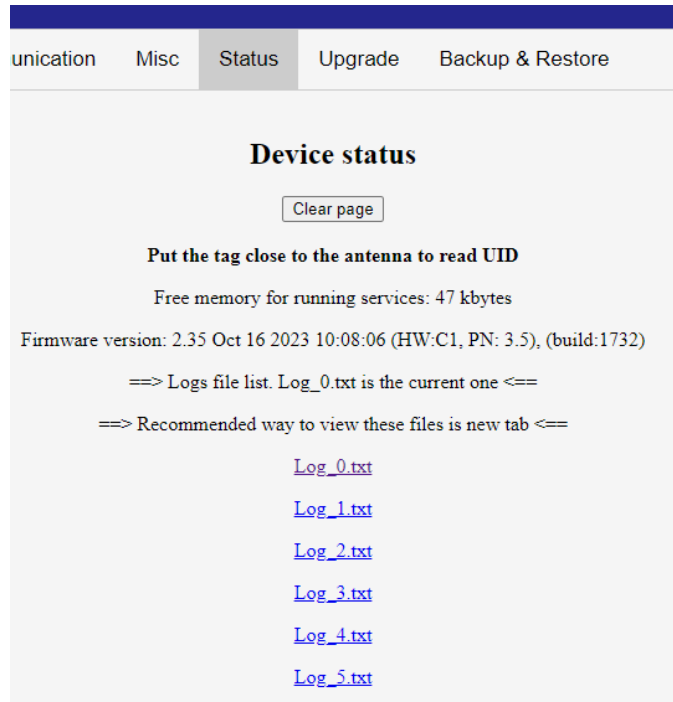 unication Misc Status Upgrade Backup & Restore
Device status
Clear page
Put the tag close to the antenna to read UID
Free memory for running services: 47 kbytes
Firmware version: 2.35 Oct 16 2023 10:08:06 (HW:C1, PN: 3.5), (build:1732)
==> Logs file list. Log_0.txt is the current one <==
==> Recommended way to view these files is new tab <==
Log_0.txt
Log_1.txt
Log_2.txt
Log_3.txt
Log_4.txt
Log_5.txt